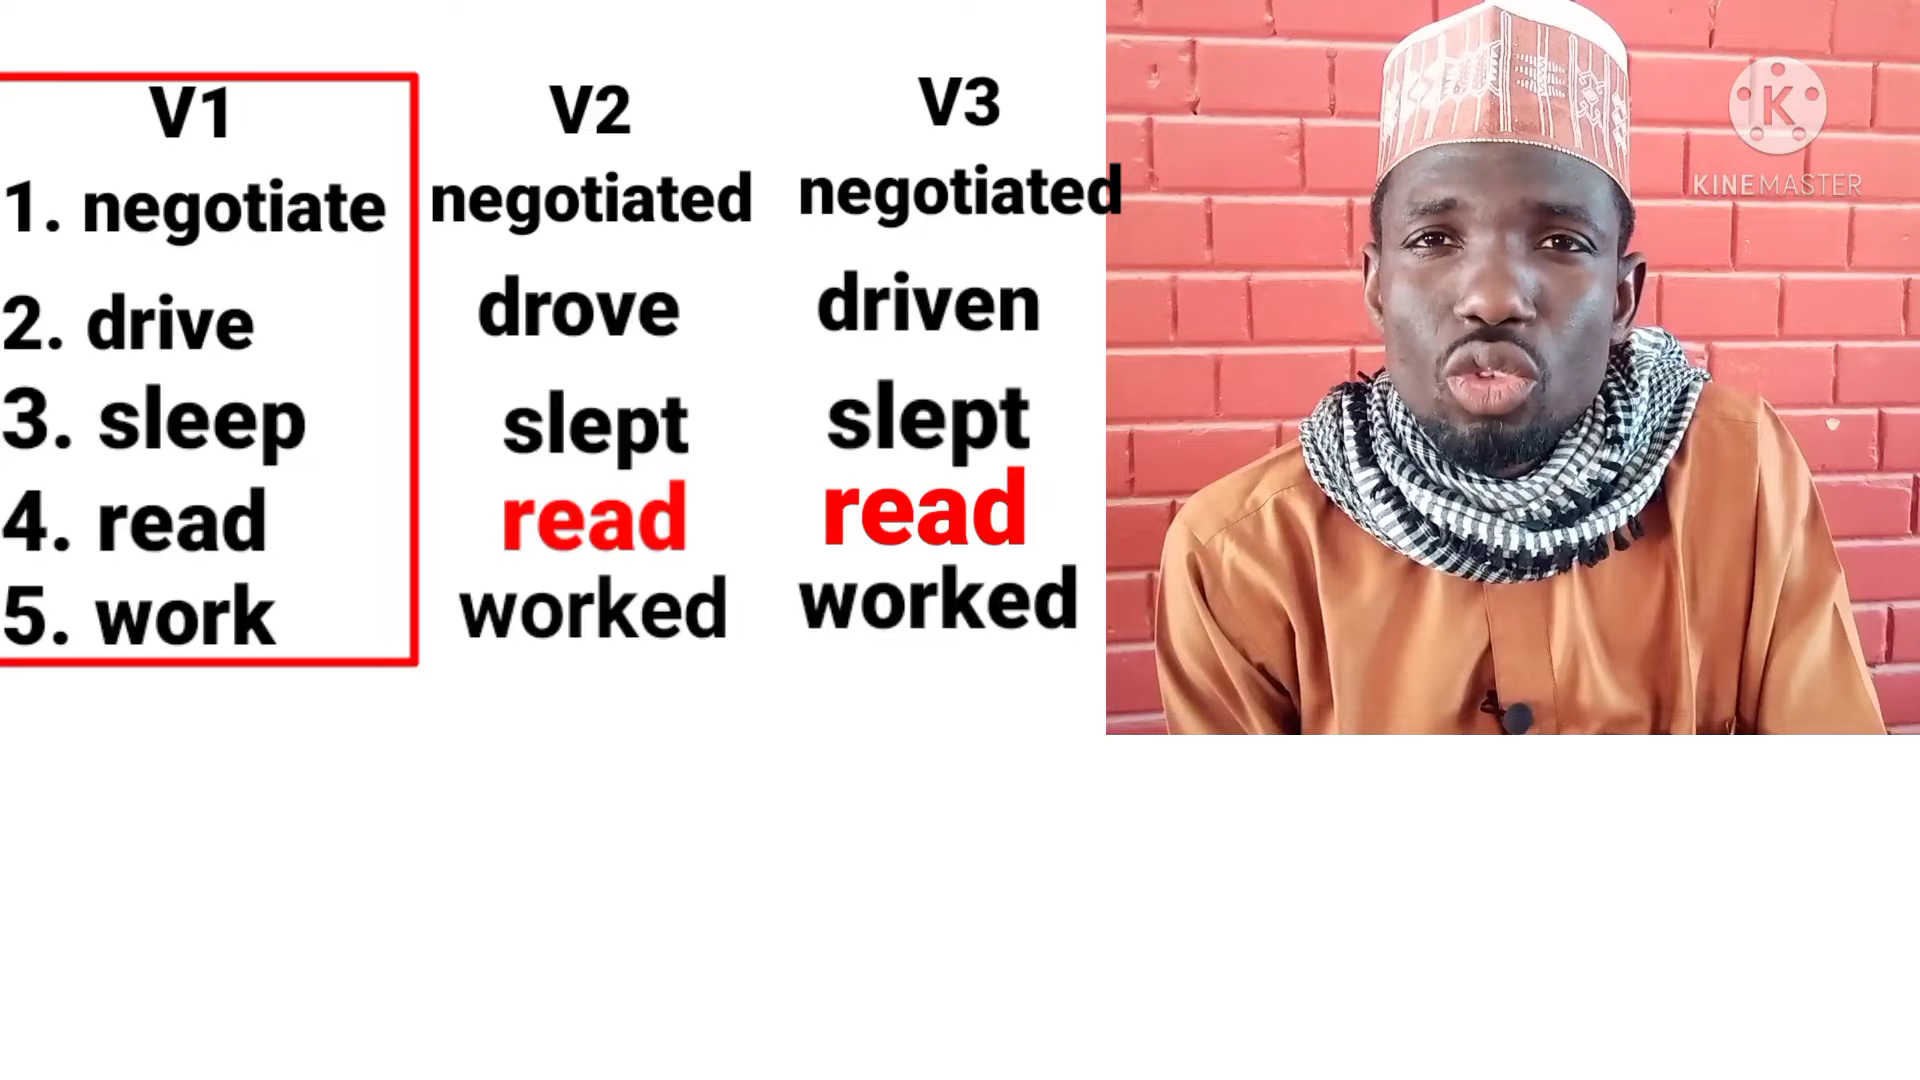 V1 V2 V3
1. negotiate negotiated negotiated
2. drive drove driven
3. sleep slept slept
4. read read read
5. work worked worked
K
KINEMASTER